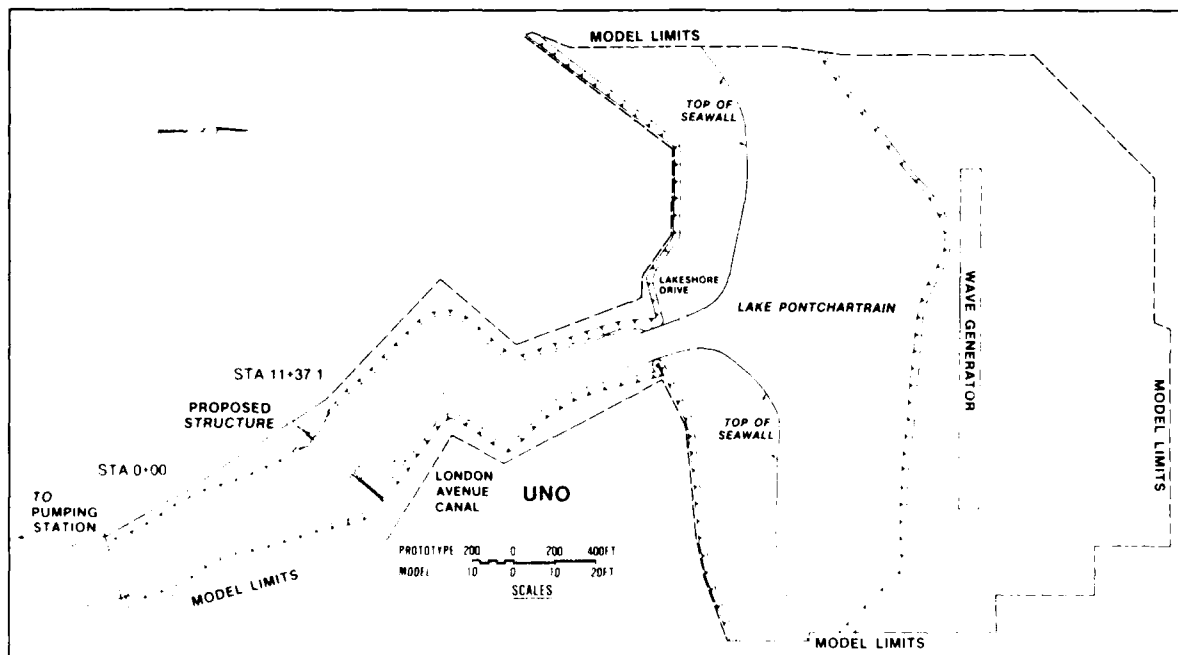 MODEL LIMITS
TOP OF
SEAWALL
LAKESHORE
DRIVE
LAKE PONTCHARTRAIN
WAVE GENERATOR
MODEL LIMITS
STA 11+37.1
PROPOSED
STRUCTURE
STA 0+00
TO
PUMPING
STATION
LONDON
AVENUE
CANAL
UNO
TOP OF
SEAWALL
PROTOTYPE 200 0 200 400FT
MODEL 10 0 10 20FT
SCALES
MODEL LIMITS
MODEL LIMITS